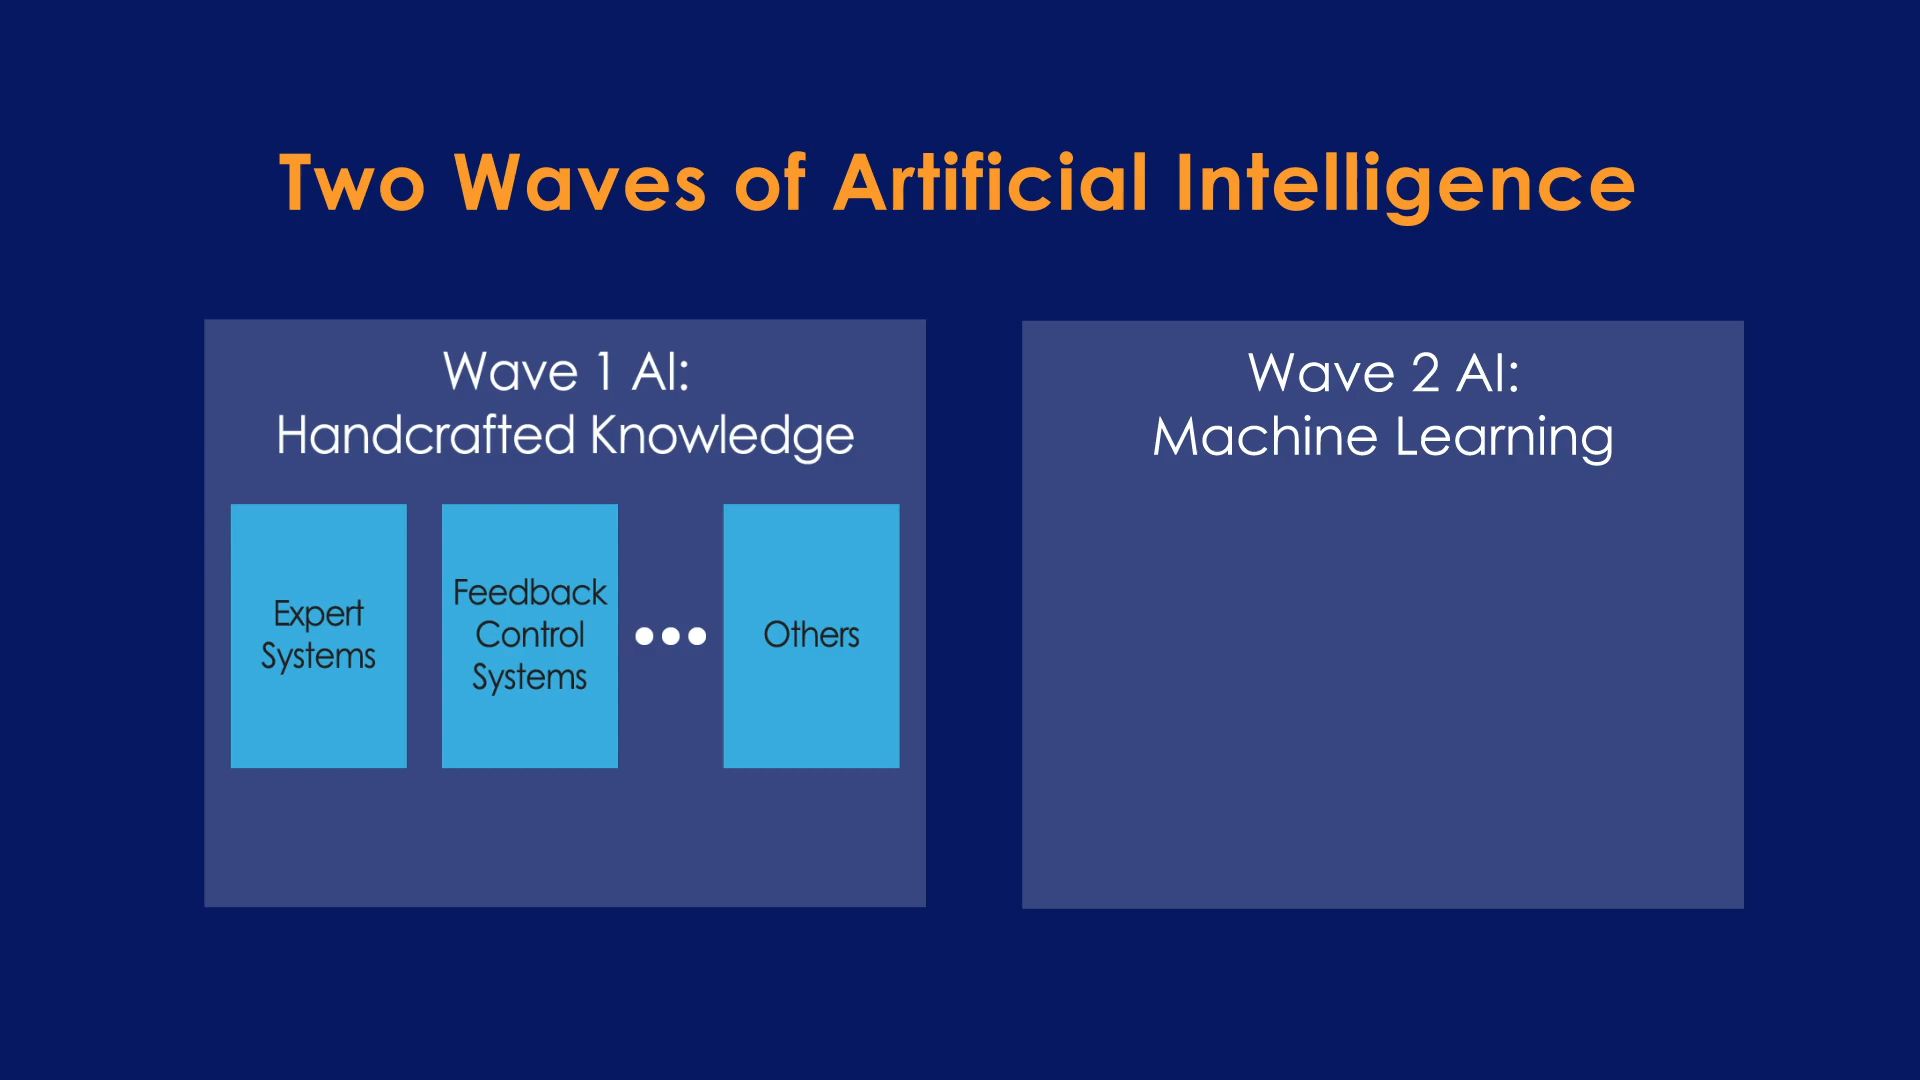 Two Waves of Artificial Intelligence
Wave 1 AI:
Handcrafted Knowledge
Expert
Systems
Feedback
Control
Systems
Others
Wave 2 AI:
Machine Learning